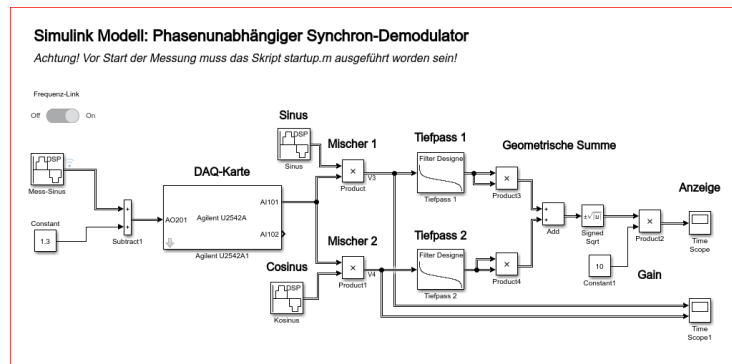 Simulink Modell: Phasenunabhängiger Synchron-Demodulator
Achtung! Vor Start der Messung muss das Skript startup.m ausgeführt worden sein!
Frequenz-Link
Off
On
DSP
Mess-Sinus
Constant
1.3
+
+
Subtract1
DAQ-Karte
AO201
Agilent U2542A
AI101
AI102
Agilent U2542A1
Sinus
DSP
Sinus
Cosinus
DSP
Kosinus
Mischer 1
×
Product
V3
Mischer 2
×
Product1
V4
Tiefpass 1
Filter Designe
Tiefpass 1
Tiefpass 2
Filter Designe
Tiefpass 2
Geometrische Summe
×
Product3
×
Product4
+
+
Add
±√|u|
Signed
Sqrt
10
Constant1
Gain
×
Product2
Anzeige
Time
Scope
Time
Scope1